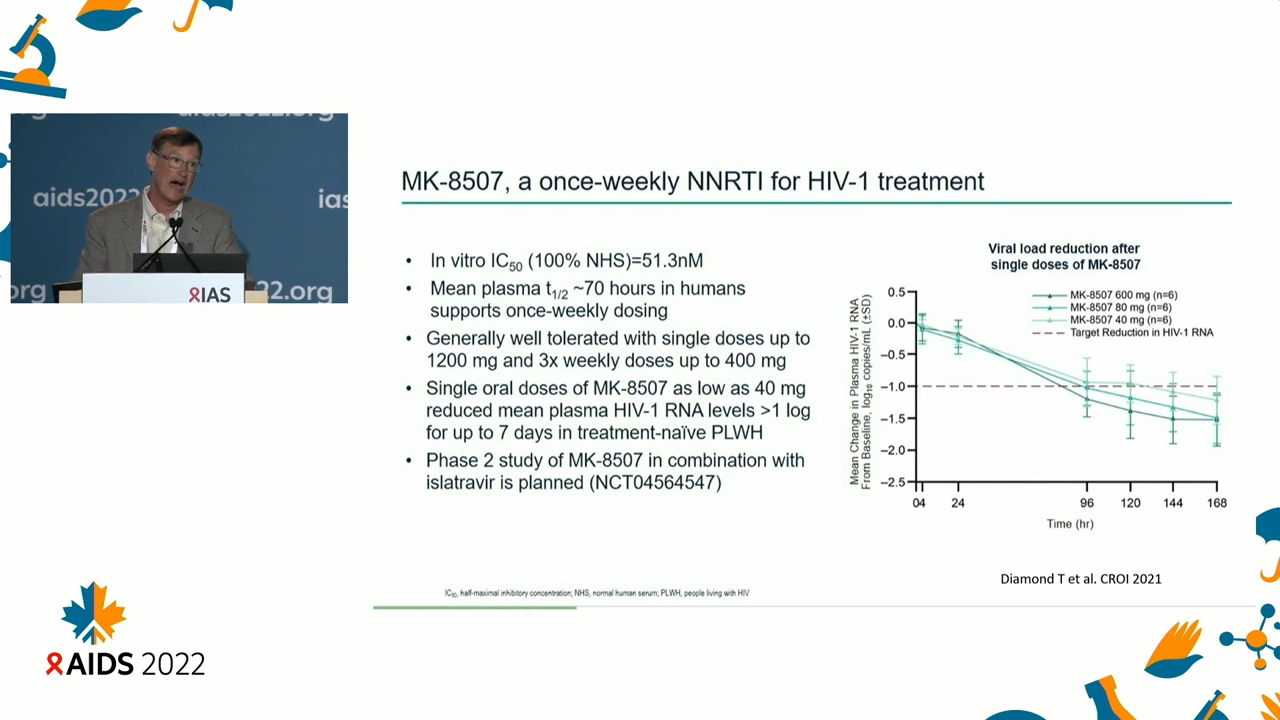 aids2022.org
aids2022
ias
org
2.org
IAS
MK-8507, a once-weekly NNRTI for HIV-1 treatment
• In vitro IC50 (100% NHS)=51.3nM
• Mean plasma t1/2 ~70 hours in humans
supports once-weekly dosing
• Generally well tolerated with single doses up to
1200 mg and 3x weekly doses up to 400 mg
• Single oral doses of MK-8507 as low as 40 mg
reduced mean plasma HIV-1 RNA levels >1 log
for up to 7 days in treatment-naïve PLWH
• Phase 2 study of MK-8507 in combination with
islatravir is planned (NCT04564547)
Viral load reduction after
single doses of MK-8507
MK-8507 600 mg (n=6)
MK-8507 80 mg (n=6)
MK-8507 40 mg (n=6)
Target Reduction in HIV-1 RNA
Mean Change in Plasma HIV-1 RNA
From Baseline, log10 copies/mL (±SD)
0.5
0.0
−0.5
−1.0
−1.5
−2.0
−2.5
04 24 96 120 144 168
Time (hr)
Diamond T et al. CROI 2021
IC50, half-maximal inhibitory concentration; NHS, normal human serum; PLWH, people living with HIV
AIDS 2022